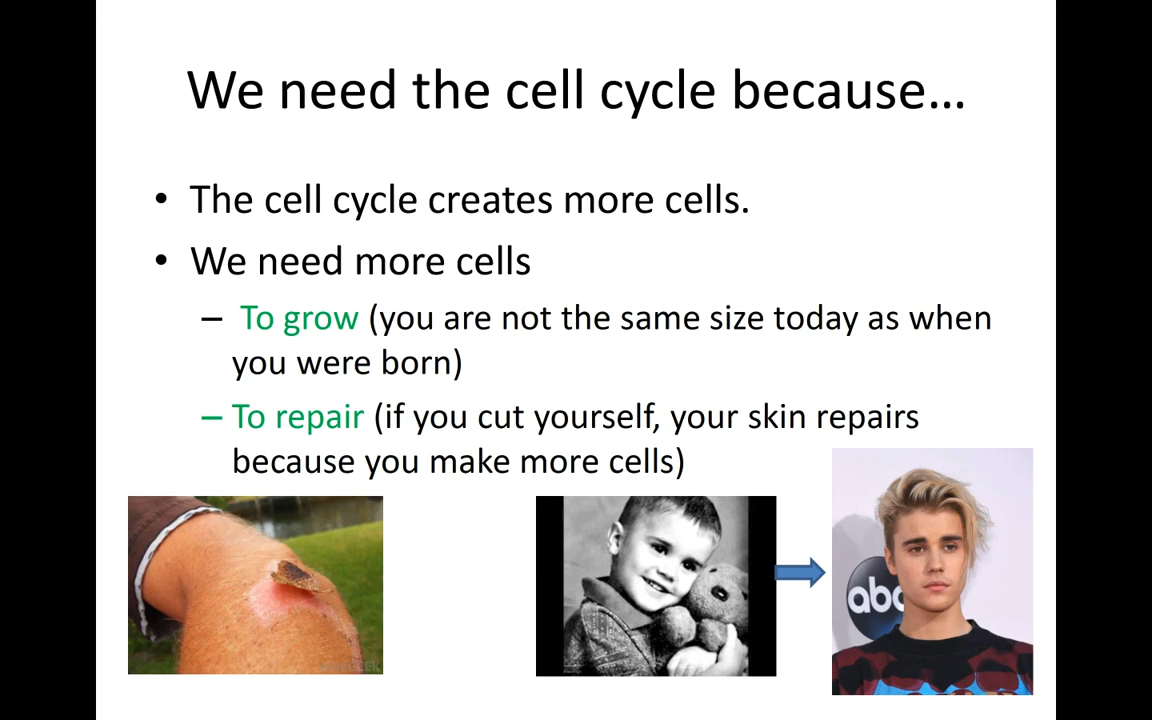 We need the cell cycle because…
• The cell cycle creates more cells.
• We need more cells
– To grow (you are not the same size today as when
you were born)
– To repair (if you cut yourself, your skin repairs
because you make more cells)
abc